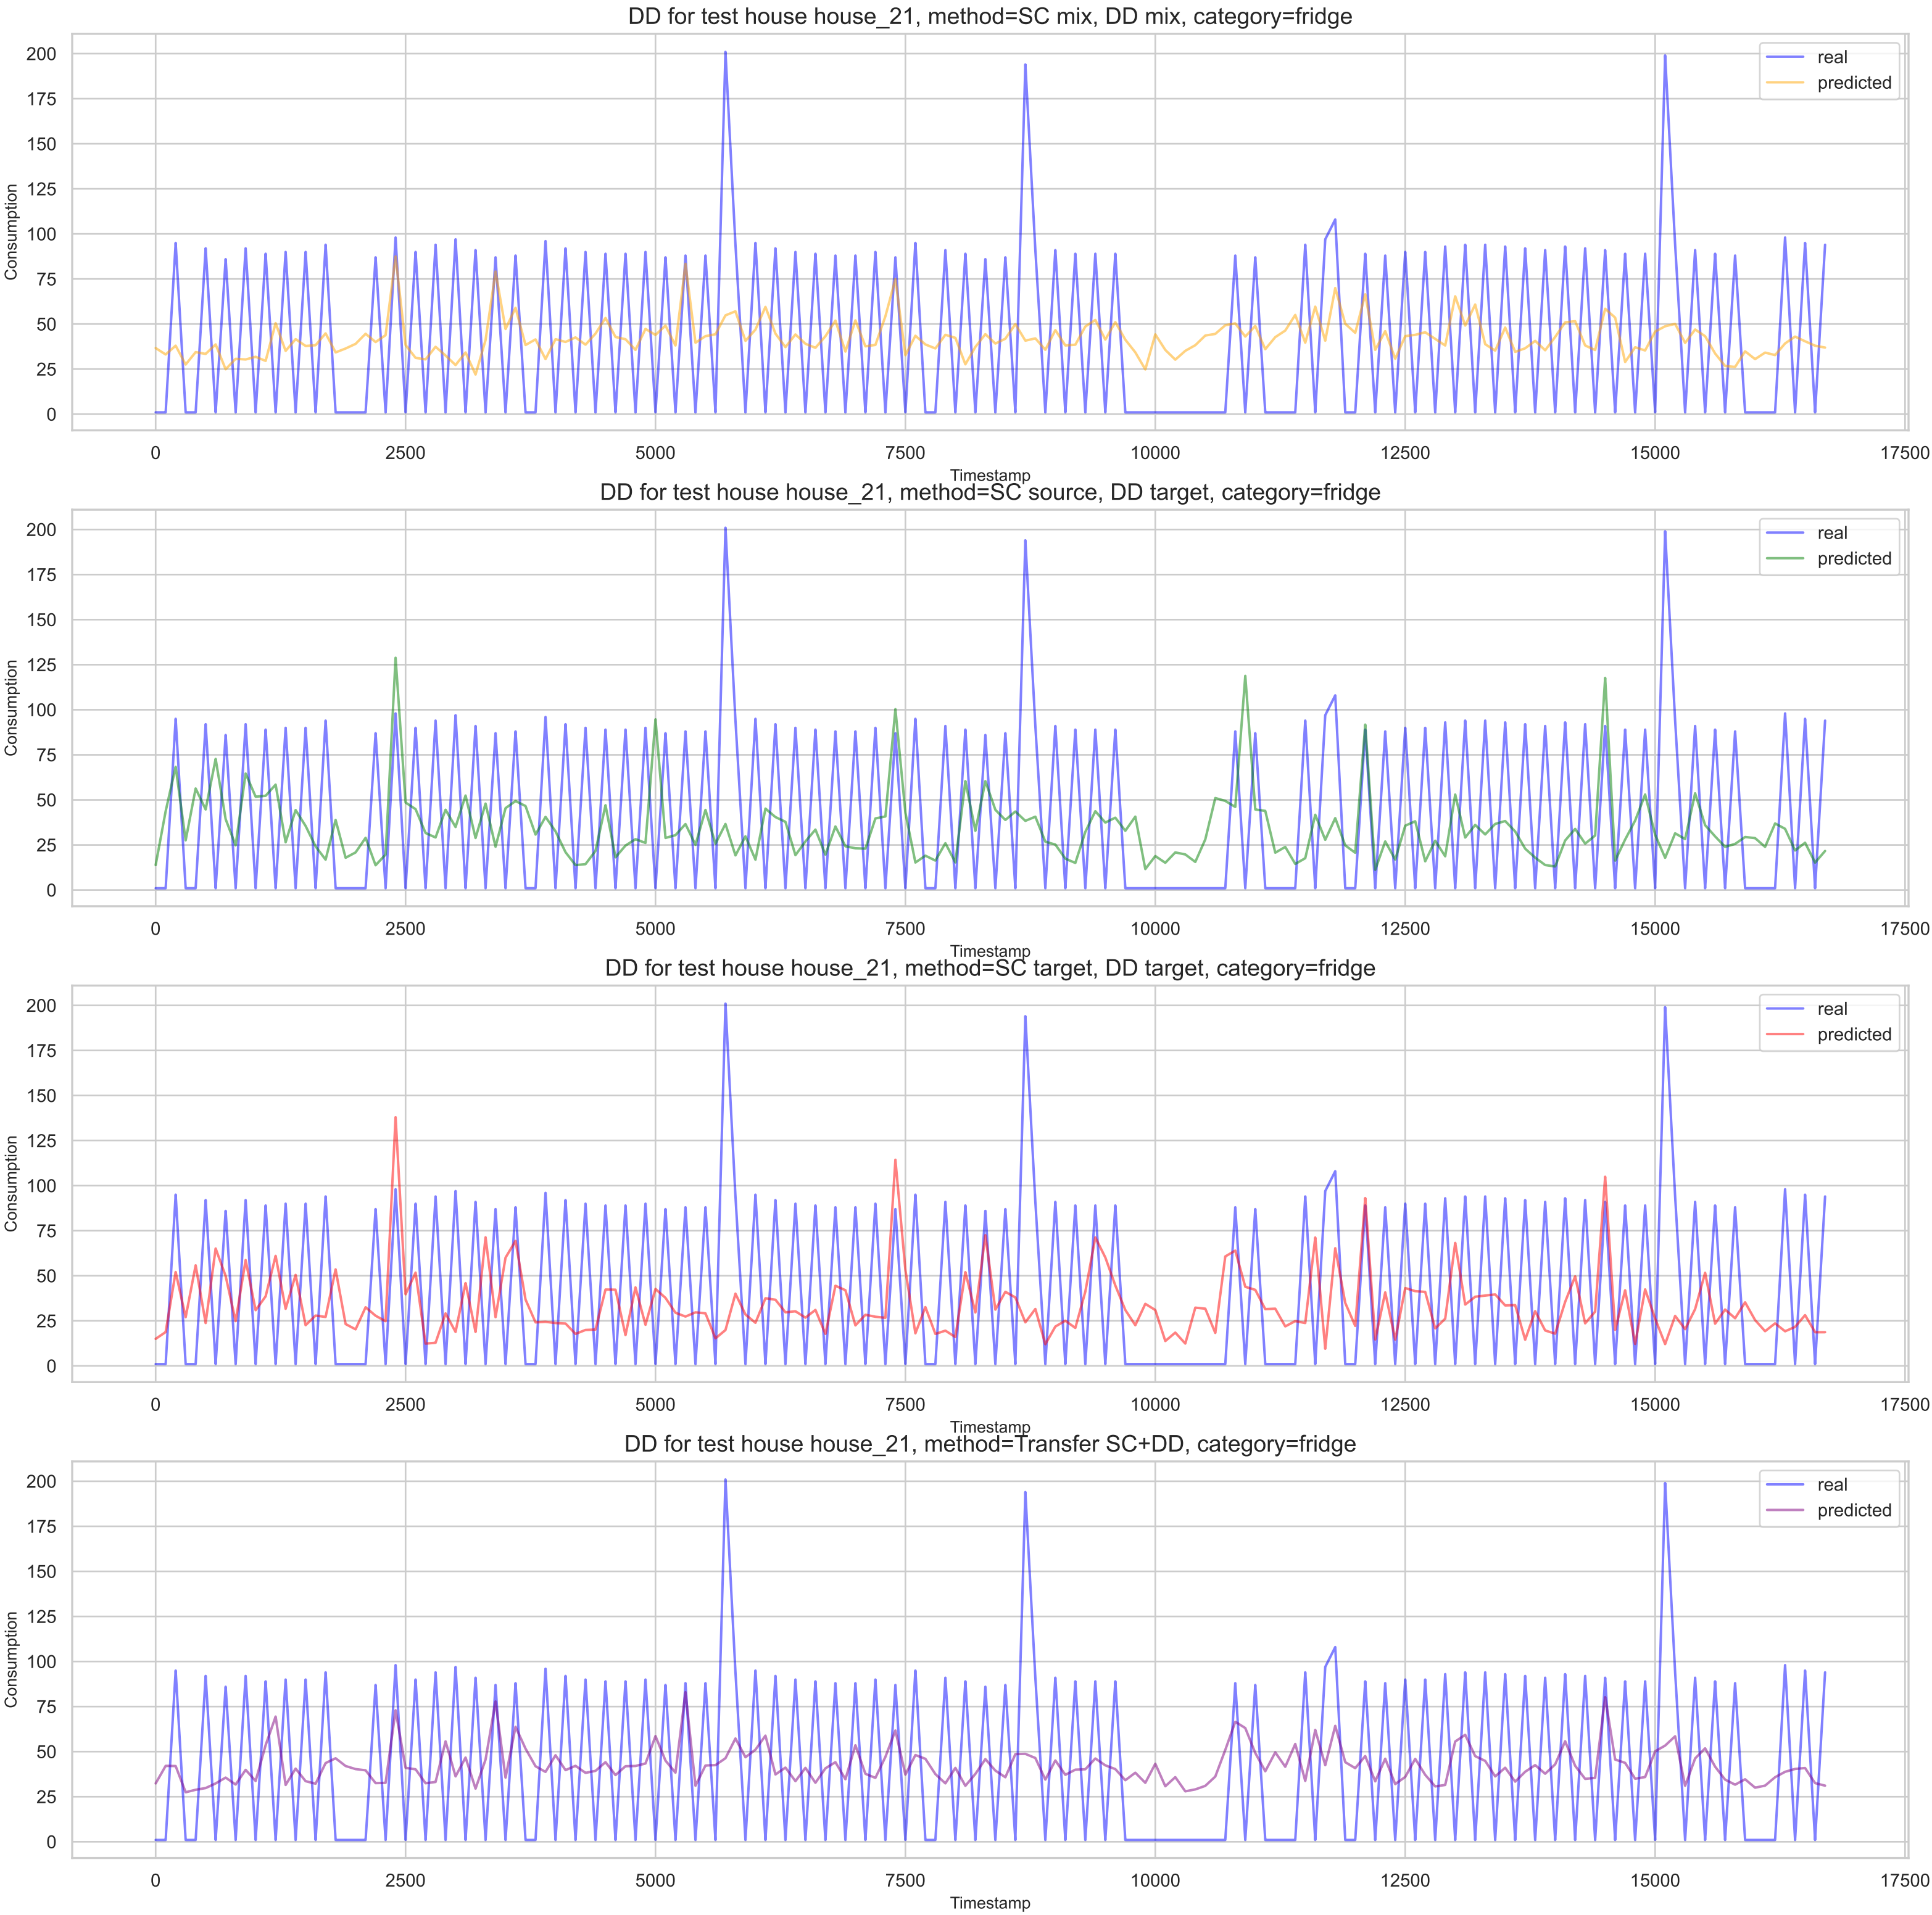 DD for test house house_21, method=SC mix, DD mix, category=fridge
200
175
150
125
100
75
50
25
0
Consumption
real
predicted
0 2500 5000 7500 10000 12500 15000 17500
Timestamp
DD for test house house_21, method=SC source, DD target, category=fridge
200
175
150
125
100
75
50
25
0
Consumption
real
predicted
0 2500 5000 7500 10000 12500 15000 17500
Timestamp
DD for test house house_21, method=SC target, DD target, category=fridge
200
175
150
125
100
75
50
25
0
Consumption
real
predicted
0 2500 5000 7500 10000 12500 15000 17500
Timestamp
DD for test house house_21, method=Transfer SC+DD, category=fridge
200
175
150
125
100
75
50
25
0
Consumption
real
predicted
0 2500 5000 7500 10000 12500 15000 17500
Timestamp